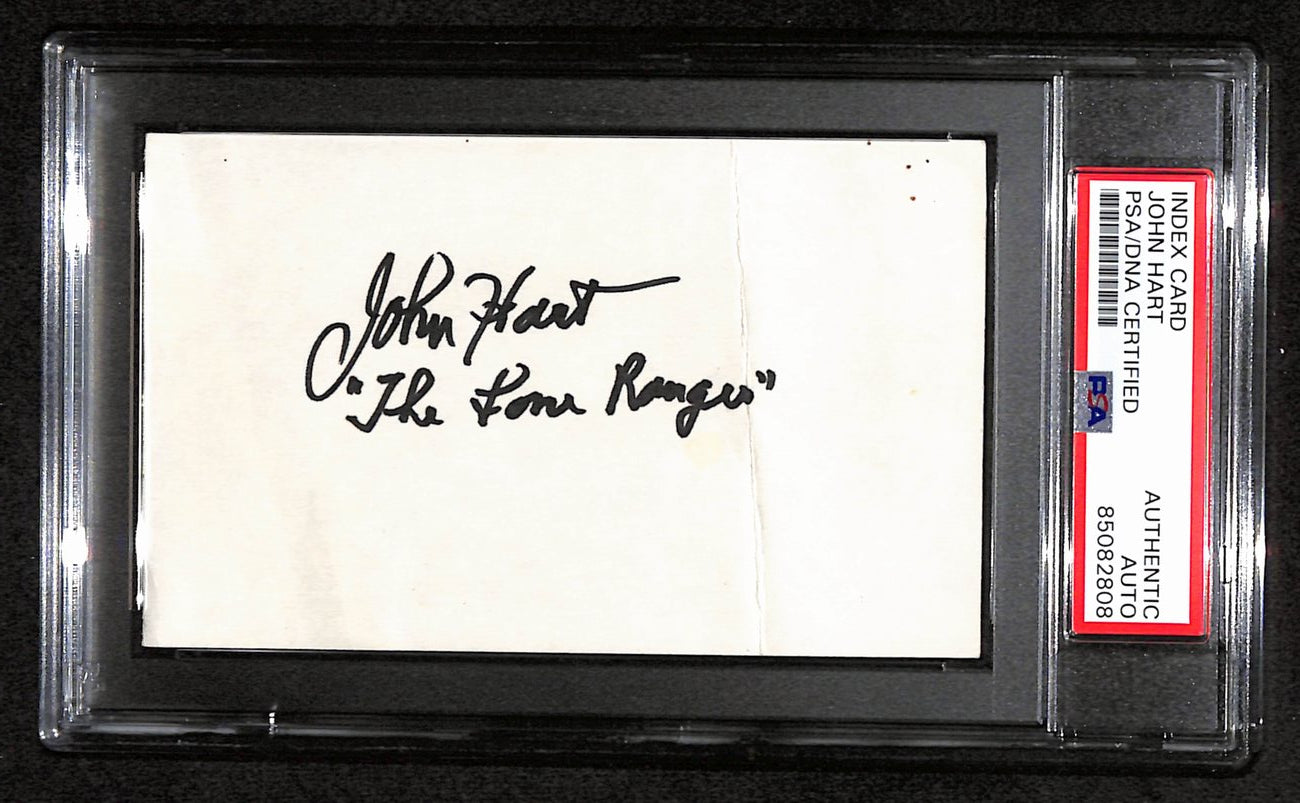 John Hart
"The Lone Ranger"
INDEX CARD
JOHN HART
PSA/DNA CERTIFIED
PSA
AUTHENTIC
AUTO
85082808